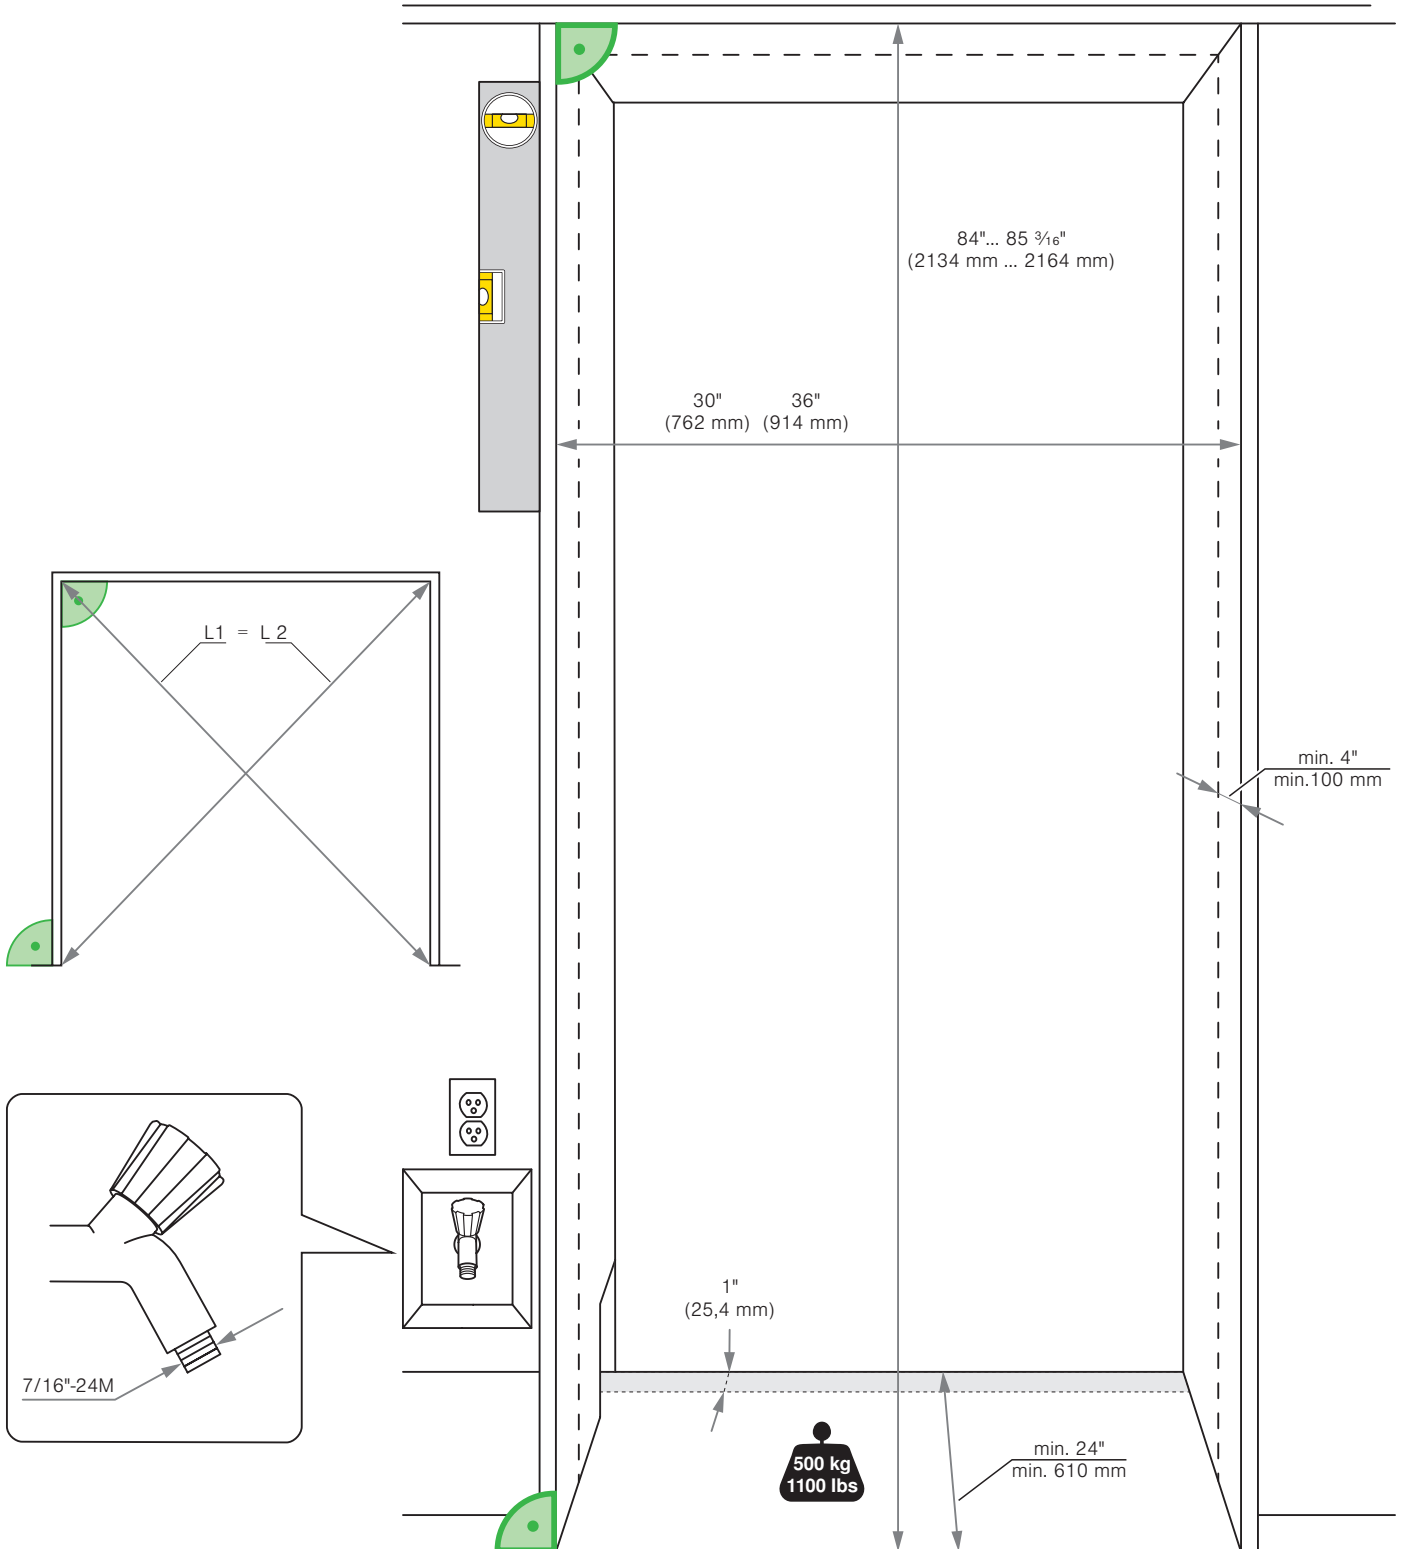 84"... 85 ³⁄₁₆"
(2134 mm ... 2164 mm)
30" 36"
(762 mm) (914 mm)
L1 = L 2
min. 4"
min.100 mm
1"
(25,4 mm)
7/16"-24M
500 kg
1100 lbs
min. 24"
min. 610 mm